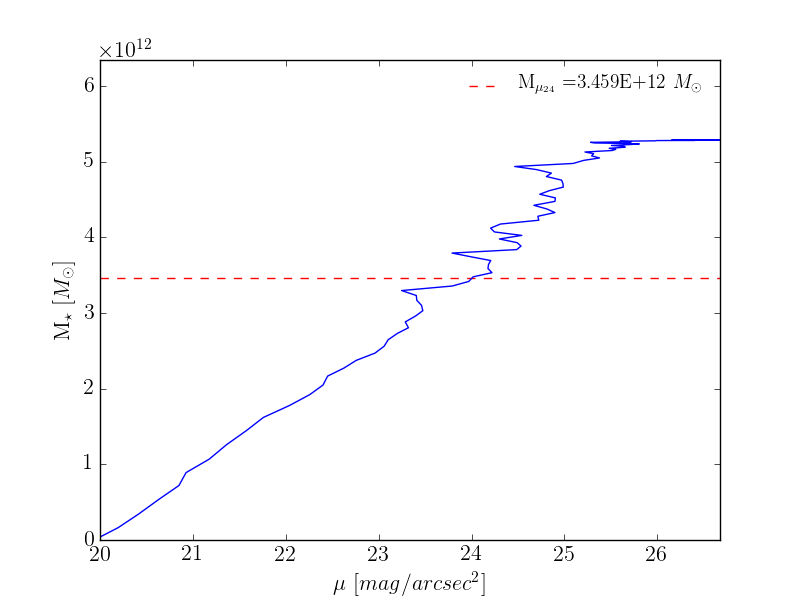 ×10¹²
M_μ₂₄ =3.459E+12 M_⊙
6
5
4
3
2
1
0
M_⋆ [M_⊙]
20 21 22 23 24 25 26
μ [mag/arcsec²]